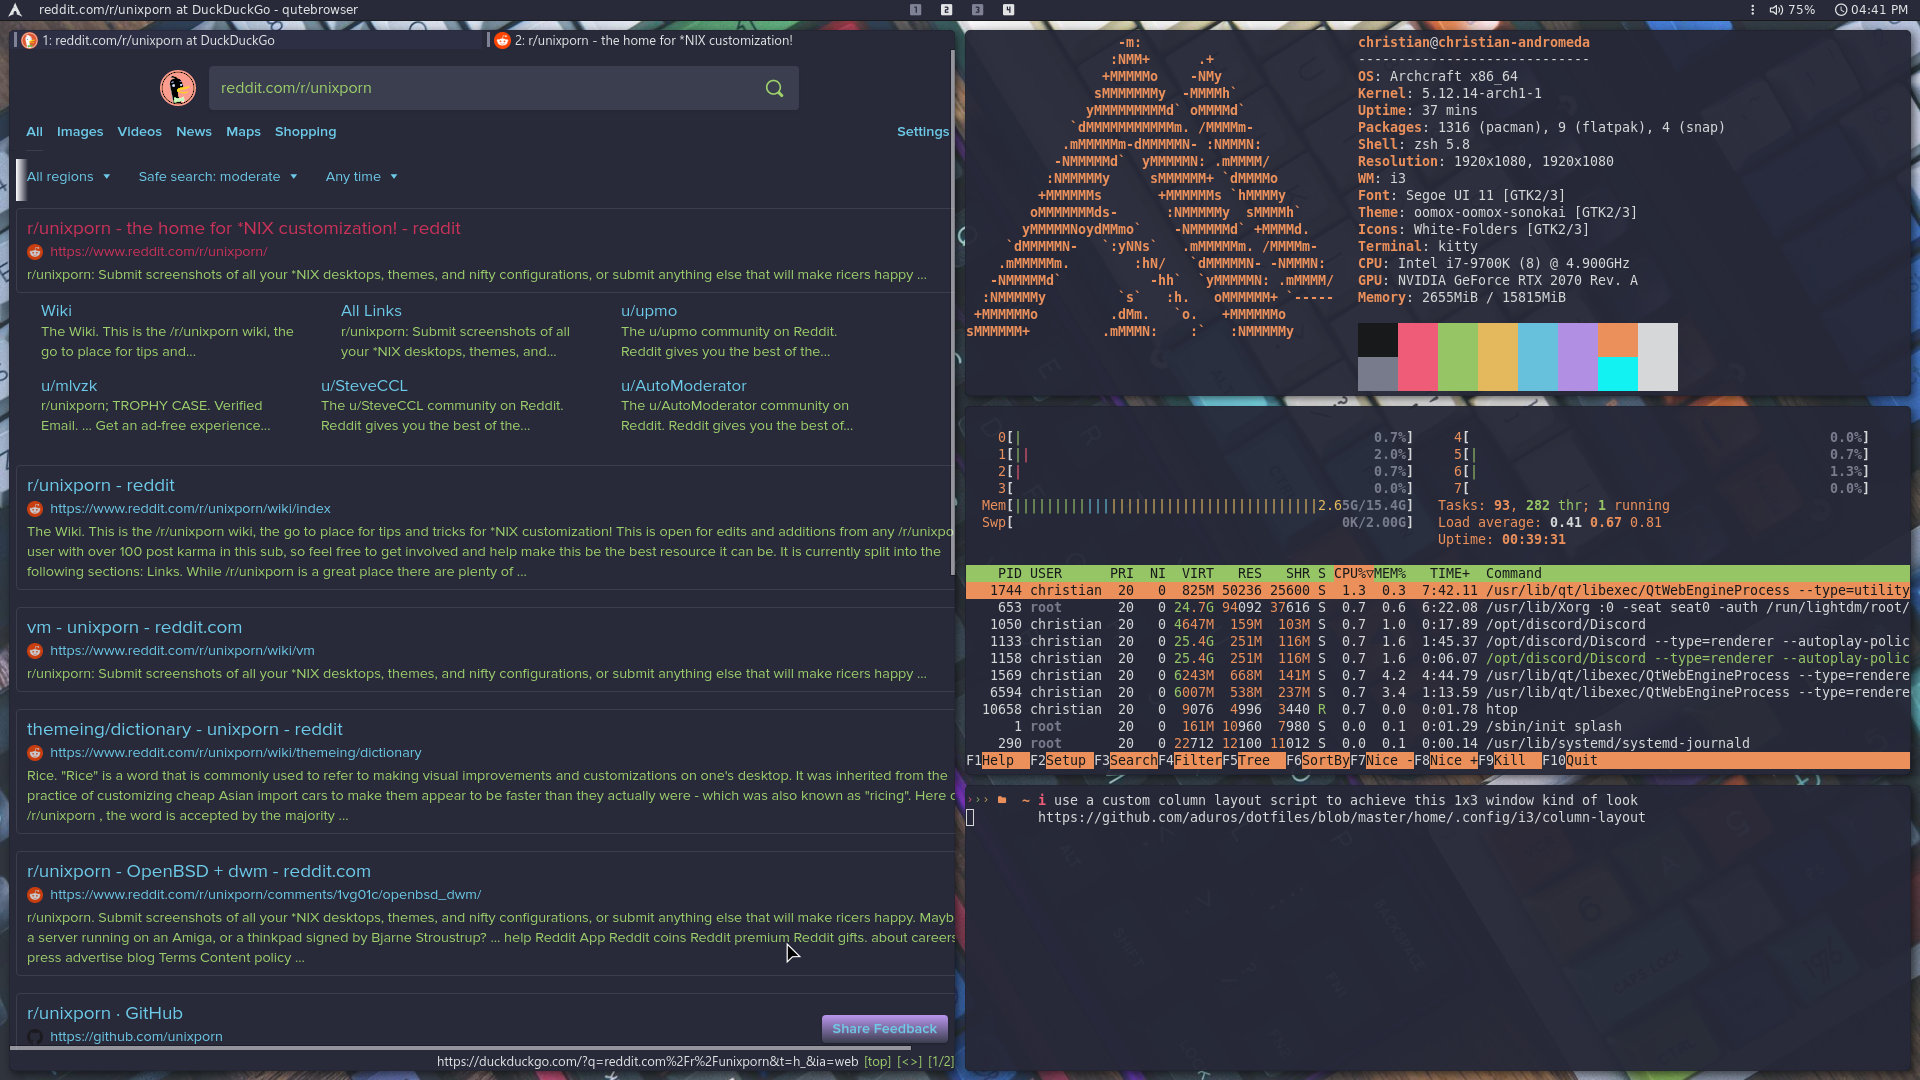 reddit.com/r/unixporn at DuckDuckGo - qutebrowser
1 2 3 4
75% 04:41 PM
1: reddit.com/r/unixporn at DuckDuckGo
2: r/unixporn - the home for *NIX customization!
reddit.com/r/unixporn
All Images Videos News Maps Shopping Settings
All regions Safe search: moderate Any time
r/unixporn - the home for *NIX customization! - reddit
https://www.reddit.com/r/unixporn/
r/unixporn: Submit screenshots of all your *NIX desktops, themes, and nifty configurations, or submit anything else that will make ricers happy ...
Wiki
The Wiki. This is the /r/unixporn wiki, the
go to place for tips and...
All Links
r/unixporn: Submit screenshots of all
your *NIX desktops, themes, and...
u/upmo
The u/upmo community on Reddit.
Reddit gives you the best of the...
u/mlvzk
r/unixporn; TROPHY CASE. Verified
Email. ... Get an ad-free experience...
u/SteveCCL
The u/SteveCCL community on Reddit.
Reddit gives you the best of the...
u/AutoModerator
The u/AutoModerator community on
Reddit. Reddit gives you the best of...
r/unixporn - reddit
https://www.reddit.com/r/unixporn/wiki/index
The Wiki. This is the /r/unixporn wiki, the go to place for tips and tricks for *NIX customization! This is open for edits and additions from any /r/unixpo
user with over 100 post karma in this sub, so feel free to get involved and help make this be the best resource it can be. It is currently split into the
following sections: Links. While /r/unixporn is a great place there are plenty of ...
vm - unixporn - reddit.com
https://www.reddit.com/r/unixporn/wiki/vm
r/unixporn: Submit screenshots of all your *NIX desktops, themes, and nifty configurations, or submit anything else that will make ricers happy ...
themeing/dictionary - unixporn - reddit
https://www.reddit.com/r/unixporn/wiki/themeing/dictionary
Rice. "Rice" is a word that is commonly used to refer to making visual improvements and customizations on one's desktop. It was inherited from the
practice of customizing cheap Asian import cars to make them appear to be faster than they actually were - which was also known as "ricing". Here o
/r/unixporn , the word is accepted by the majority ...
r/unixporn - OpenBSD + dwm - reddit.com
https://www.reddit.com/r/unixporn/comments/1vg01c/openbsd_dwm/
r/unixporn. Submit screenshots of all your *NIX desktops, themes, and nifty configurations, or submit anything else that will make ricers happy. Mayb
a server running on an Amiga, or a thinkpad signed by Bjarne Stroustrup? ... help Reddit App Reddit coins Reddit premium Reddit gifts. about careers
press advertise blog Terms Content policy ...
r/unixporn · GitHub
https://github.com/unixporn
Share Feedback
https://duckduckgo.com/?q=reddit.com%2Fr%2Funixporn&t=h_&ia=web [top] [<>] [1/2]
christian@christian-andromeda
-----------------------------
OS: Archcraft x86_64
Kernel: 5.12.14-arch1-1
Uptime: 37 mins
Packages: 1316 (pacman), 9 (flatpak), 4 (snap)
Shell: zsh 5.8
Resolution: 1920x1080, 1920x1080
WM: i3
Font: Segoe UI 11 [GTK2/3]
Theme: oomox-oomox-sonokai [GTK2/3]
Icons: White-Folders [GTK2/3]
Terminal: kitty
CPU: Intel i7-9700K (8) @ 4.900GHz
GPU: NVIDIA GeForce RTX 2070 Rev. A
Memory: 2655MiB / 15815MiB
0[| 0.7%] 4[ 0.0%]
1[|| 2.0%] 5[| 0.7%]
2[| 0.7%] 6[| 1.3%]
3[ 0.0%] 7[ 0.0%]
Mem[||||||||||||||||||||||||||||||||||||||2.65G/15.4G] Tasks: 93, 282 thr; 1 running
Swp[ 0K/2.00G] Load average: 0.41 0.67 0.81
Uptime: 00:39:31
PID USER PRI NI VIRT RES SHR S CPU%▽MEM% TIME+ Command
1744 christian 20 0 825M 50236 25600 S 1.3 0.3 7:42.11 /usr/lib/qt/libexec/QtWebEngineProcess --type=utility
653 root 20 0 24.7G 94092 37616 S 0.7 0.6 6:22.08 /usr/lib/Xorg :0 -seat seat0 -auth /run/lightdm/root/
1050 christian 20 0 4647M 159M 103M S 0.7 1.0 0:17.89 /opt/discord/Discord
1133 christian 20 0 25.4G 251M 116M S 0.7 1.6 1:45.37 /opt/discord/Discord --type=renderer --autoplay-polic
1158 christian 20 0 25.4G 251M 116M S 0.7 1.6 0:06.07 /opt/discord/Discord --type=renderer --autoplay-polic
1569 christian 20 0 6243M 668M 141M S 0.7 4.2 4:44.79 /usr/lib/qt/libexec/QtWebEngineProcess --type=rendere
6594 christian 20 0 6007M 538M 237M S 0.7 3.4 1:13.59 /usr/lib/qt/libexec/QtWebEngineProcess --type=rendere
10658 christian 20 0 9076 4996 3440 R 0.7 0.0 0:01.78 htop
1 root 20 0 161M 10960 7980 S 0.0 0.1 0:01.29 /sbin/init splash
290 root 20 0 22712 12100 11012 S 0.0 0.1 0:00.14 /usr/lib/systemd/systemd-journald
F1Help F2Setup F3SearchF4FilterF5Tree F6SortByF7Nice -F8Nice +F9Kill F10Quit
››› ~ i use a custom column layout script to achieve this 1x3 window kind of look
https://github.com/aduros/dotfiles/blob/master/home/.config/i3/column-layout